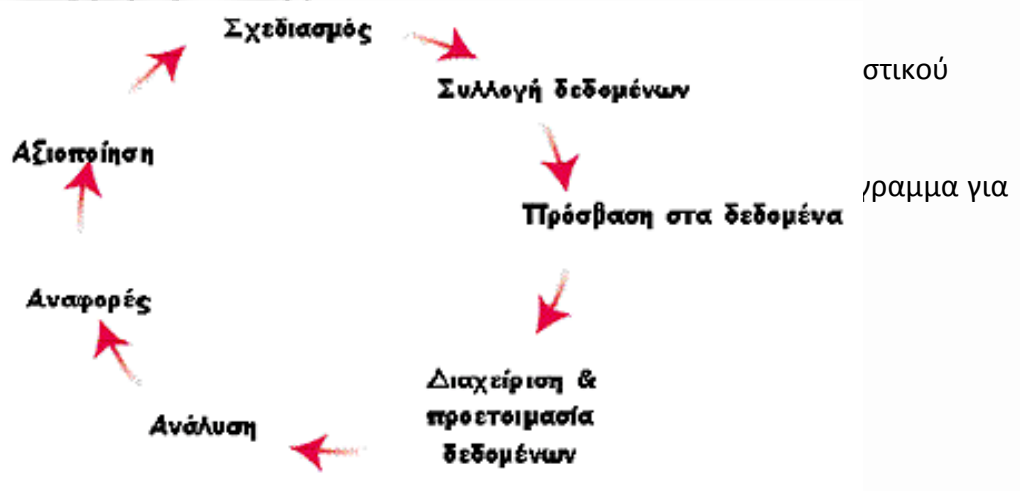 Σχεδιασμός
Συλλογή δεδομένων
Πρόσβαση στα δεδομένα
Διαχείριση &
προετοιμασία
δεδομένων
Ανάλυση
Αναφορές
Αξιοποίηση
στικού
γραμμα για